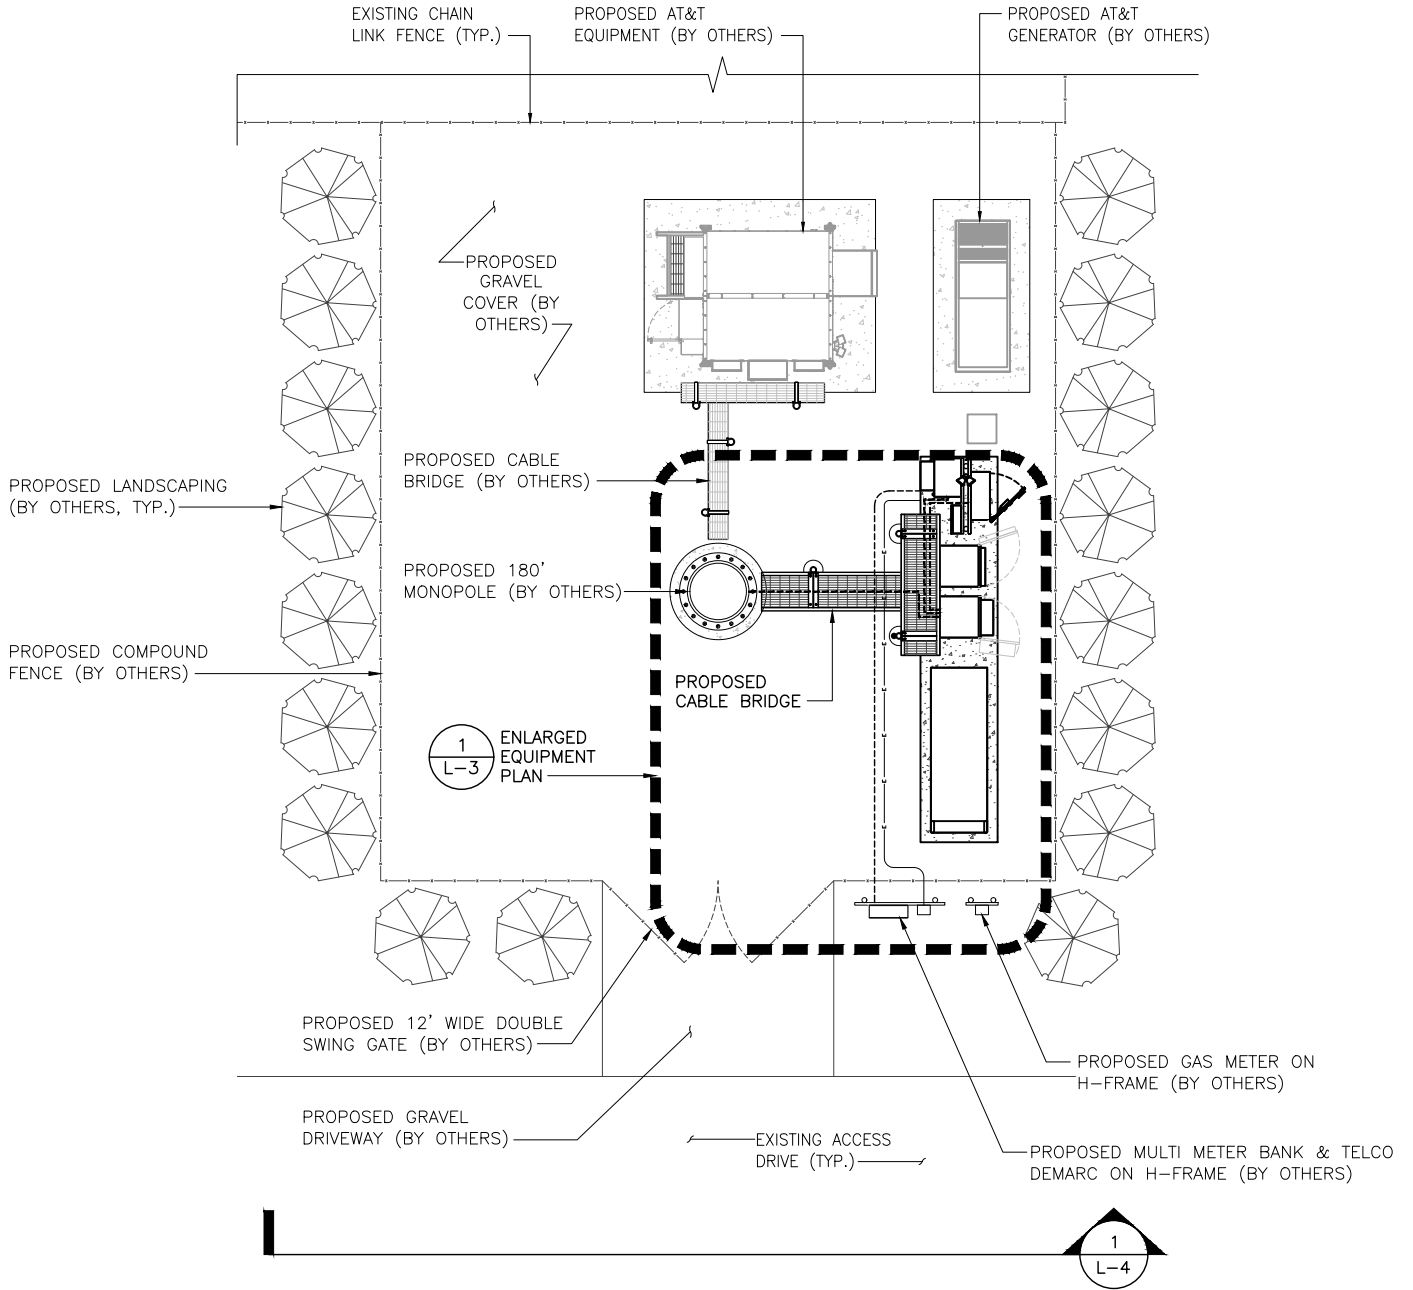 EXISTING CHAIN
LINK FENCE (TYP.)
PROPOSED AT&T
EQUIPMENT (BY OTHERS)
PROPOSED AT&T
GENERATOR (BY OTHERS)
PROPOSED
GRAVEL
COVER (BY
OTHERS)
PROPOSED CABLE
BRIDGE (BY OTHERS)
PROPOSED LANDSCAPING
(BY OTHERS, TYP.)
PROPOSED 180'
MONOPOLE (BY OTHERS)
PROPOSED COMPOUND
FENCE (BY OTHERS)
PROPOSED
CABLE BRIDGE
1
L-3
ENLARGED
EQUIPMENT
PLAN
PROPOSED 12' WIDE DOUBLE
SWING GATE (BY OTHERS)
PROPOSED GAS METER ON
H-FRAME (BY OTHERS)
PROPOSED GRAVEL
DRIVEWAY (BY OTHERS)
EXISTING ACCESS
DRIVE (TYP.)
PROPOSED MULTI METER BANK & TELCO
DEMARC ON H-FRAME (BY OTHERS)
1
L-4